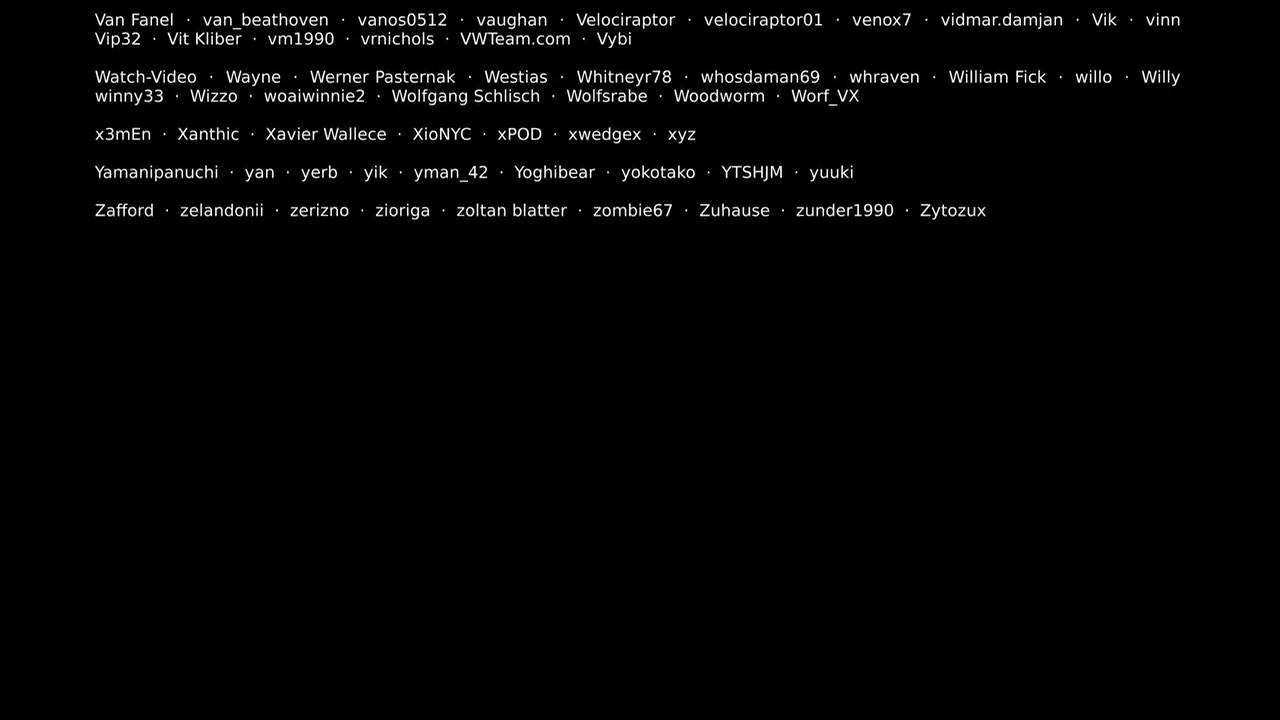 Van Fanel · van_beathoven · vanos0512 · vaughan · Velociraptor · velociraptor01 · venox7 · vidmar.damjan · Vik · vinn
Vip32 · Vit Kliber · vm1990 · vrnichols · VWTeam.com · Vybi
Watch-Video · Wayne · Werner Pasternak · Westias · Whitneyr78 · whosdaman69 · whraven · William Fick · willo · Willy
winny33 · Wizzo · woaiwinnie2 · Wolfgang Schlisch · Wolfsrabe · Woodworm · Worf_VX
x3mEn · Xanthic · Xavier Wallece · XioNYC · xPOD · xwedgex · xyz
Yamanipanuchi · yan · yerb · yik · yman_42 · Yoghibear · yokotako · YTSHJM · yuuki
Zafford · zelandonii · zerizno · zioriga · zoltan blatter · zombie67 · Zuhause · zunder1990 · Zytozux